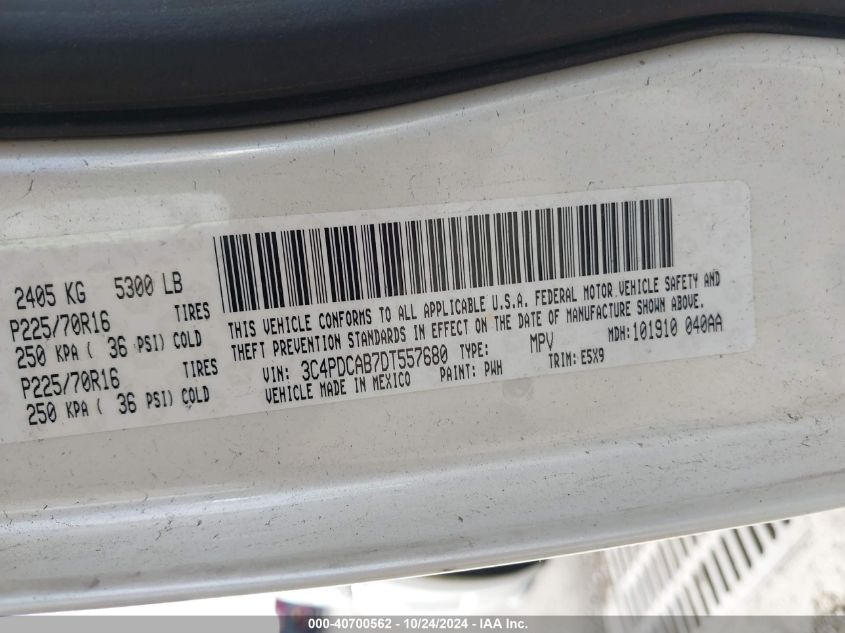 2405 KG 5300 LB
P225/70R16 TIRES
250 KPA ( 36 PSI) COLD
P225/70R16 TIRES
250 KPA ( 36 PSI) COLD
THIS VEHICLE CONFORMS TO ALL APPLICABLE U.S.A. FEDERAL MOTOR VEHICLE SAFETY AND
THEFT PREVENTION STANDARDS IN EFFECT ON THE DATE OF MANUFACTURE SHOWN ABOVE.
VIN: 3C4PDCAB7DT557680 TYPE: MPV MDH:101910 040AA
VEHICLE MADE IN MEXICO PAINT: PWH TRIM: E5X9
000-40700562 - 10/24/2024 - IAA Inc.